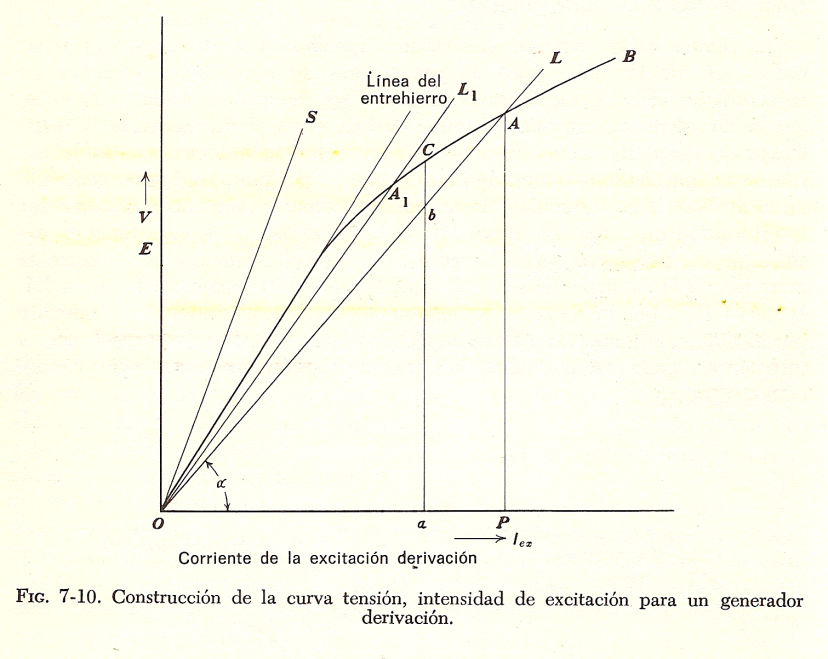 L
B
Línea del
entrehierro
L1
S
A
C
A1
b
V
E
α
O
a
P
Iex
Corriente de la excitación derivación
FIG. 7-10. Construcción de la curva tensión, intensidad de excitación para un generador
derivación.